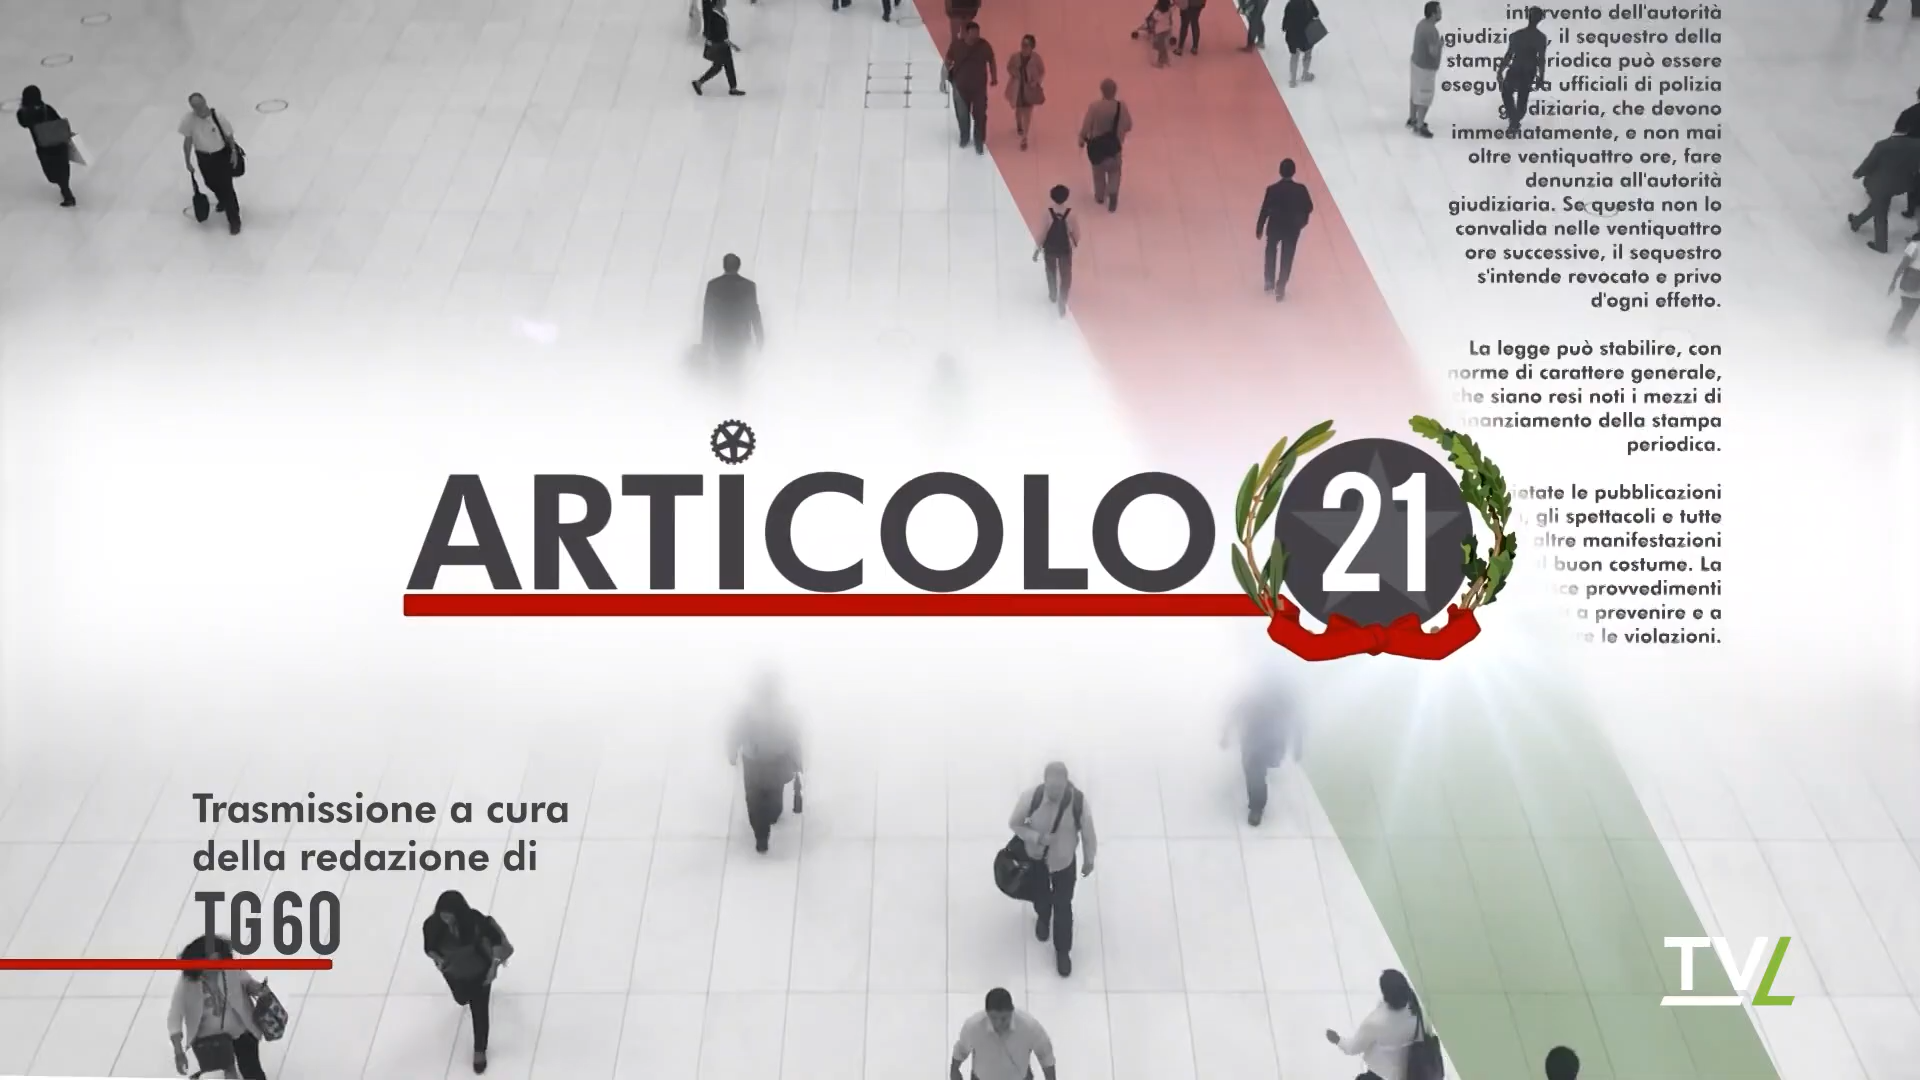 intervento dell'autorità
il sequestro della
può essere
da ufficiali di polizia
giudiziaria, che devono
immediatamente, e non mai
oltre ventiquattro ore, fare
denunzia all'autorità
giudiziaria. Se questa non lo
convalida nelle ventiquattro
ore successive, il sequestro
s'intende revocato e privo
d'ogni effetto.
La legge può stabilire, con
norme di carattere generale,
che siano resi noti i mezzi di
finanziamento della stampa
periodica.
le pubblicazioni
gli spettacoli e tutte
altre manifestazioni
buon costume. La
provvedimenti
a prevenire e a
le violazioni.
ARTICOLO 21
Trasmissione a cura
della redazione di
TG60
TVL